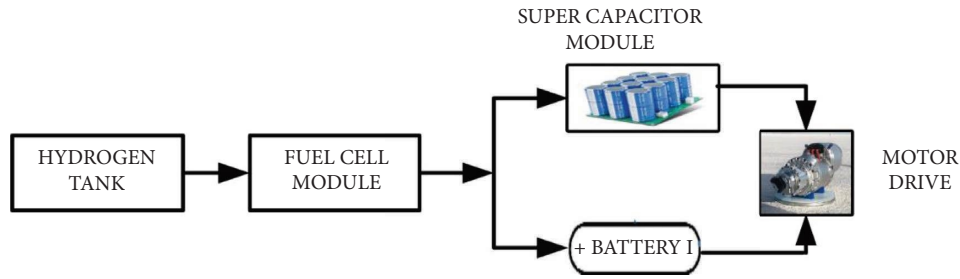 SUPER CAPACITOR
MODULE
HYDROGEN
TANK
FUEL CELL
MODULE
MOTOR
DRIVE
+ BATTERY I